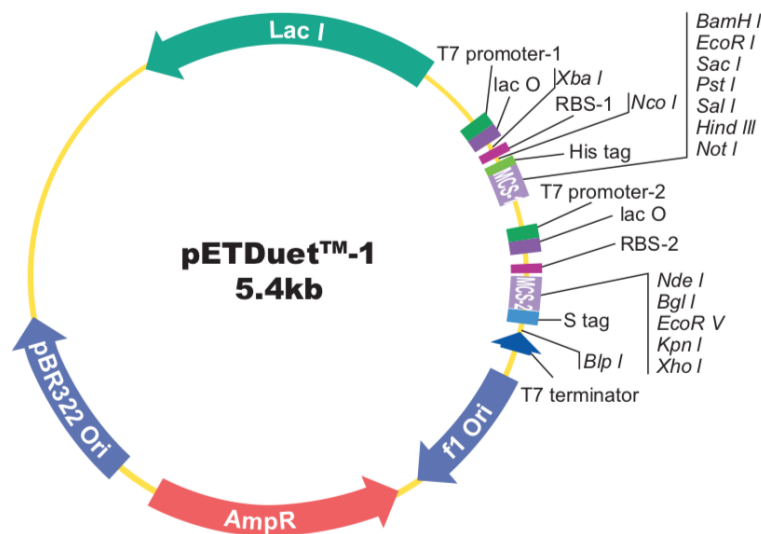 Lac I
T7 promoter-1
lac O
Xba I
RBS-1
Nco I
His tag
BamH I
EcoR I
Sac I
Pst I
Sal I
Hind III
Not I
MCS-
T7 promoter-2
lac O
RBS-2
MCS-2
S tag
Nde I
Bgl I
EcoR V
Kpn I
Xho I
Blp I
T7 terminator
f1 Ori
AmpR
pBR322 Ori
pETDuet™-1
5.4kb